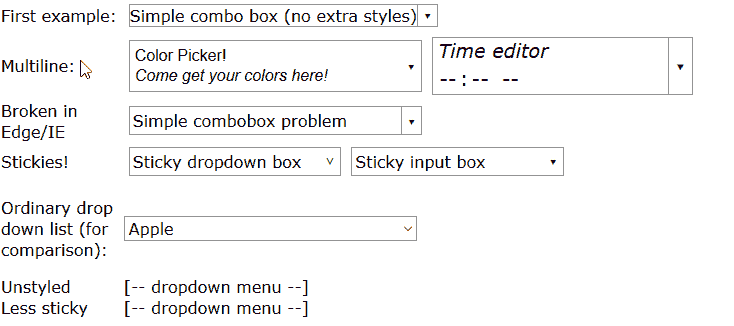 First example: Simple combo box (no extra styles)
Multiline: Color Picker!
Come get your colors here!
Time editor
--:-- --
Broken in
Edge/IE
Simple combobox problem
Stickies! Sticky dropdown box Sticky input box
Ordinary drop
down list (for
comparison):
Apple
Unstyled [-- dropdown menu --]
Less sticky [-- dropdown menu --]